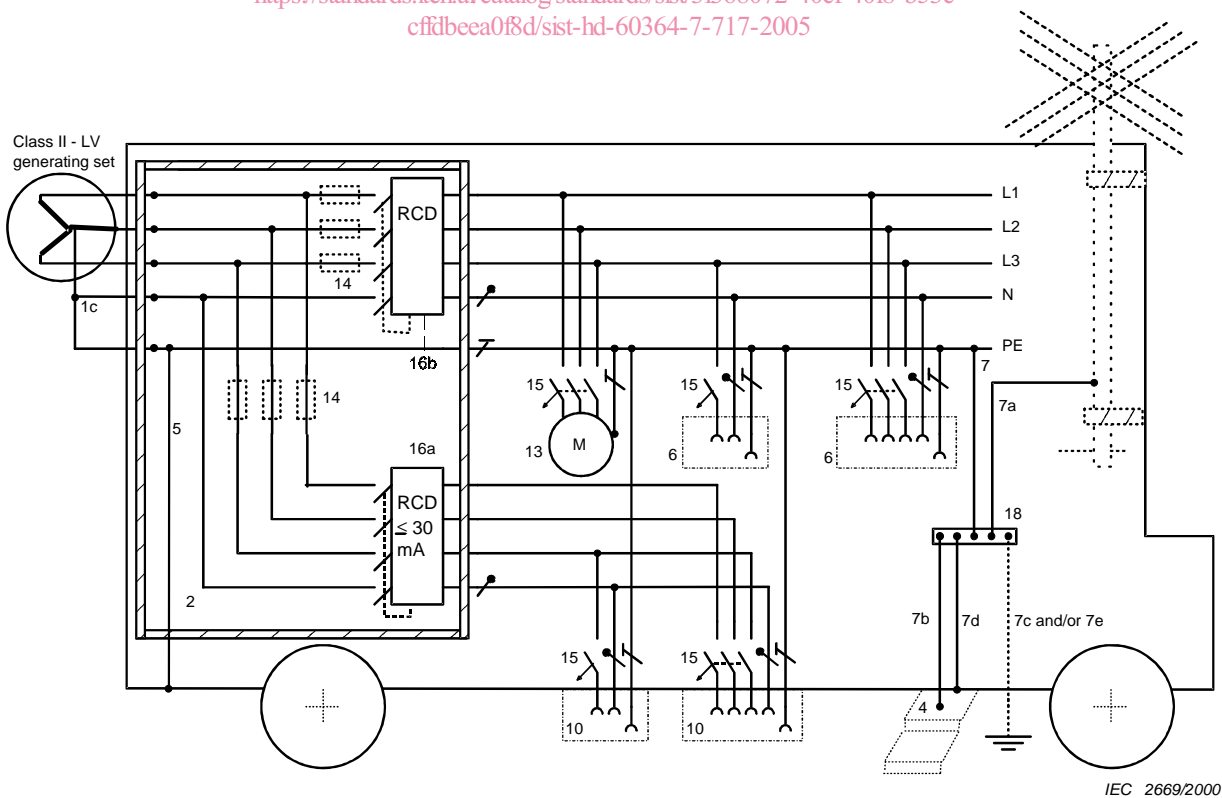 cffdbeea0f8d/sist-hd-60364-7-717-2005
Class II - LV
generating set
RCD
L1
L2
L3
N
PE
14
1c
16b
14
5
15
15
15
7
7a
16a
13
M
6
6
RCD
≤ 30
mA
18
2
7b
7d
7c and/or 7e
15
15
10
10
4
IEC 2669/2000